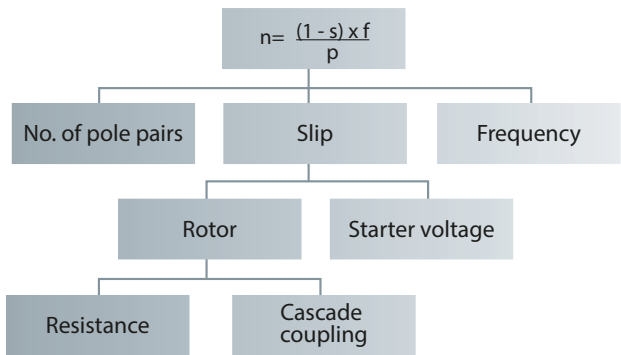 n= (1 - s) x f
p
No. of pole pairs
Slip
Frequency
Rotor
Starter voltage
Resistance
Cascade
coupling